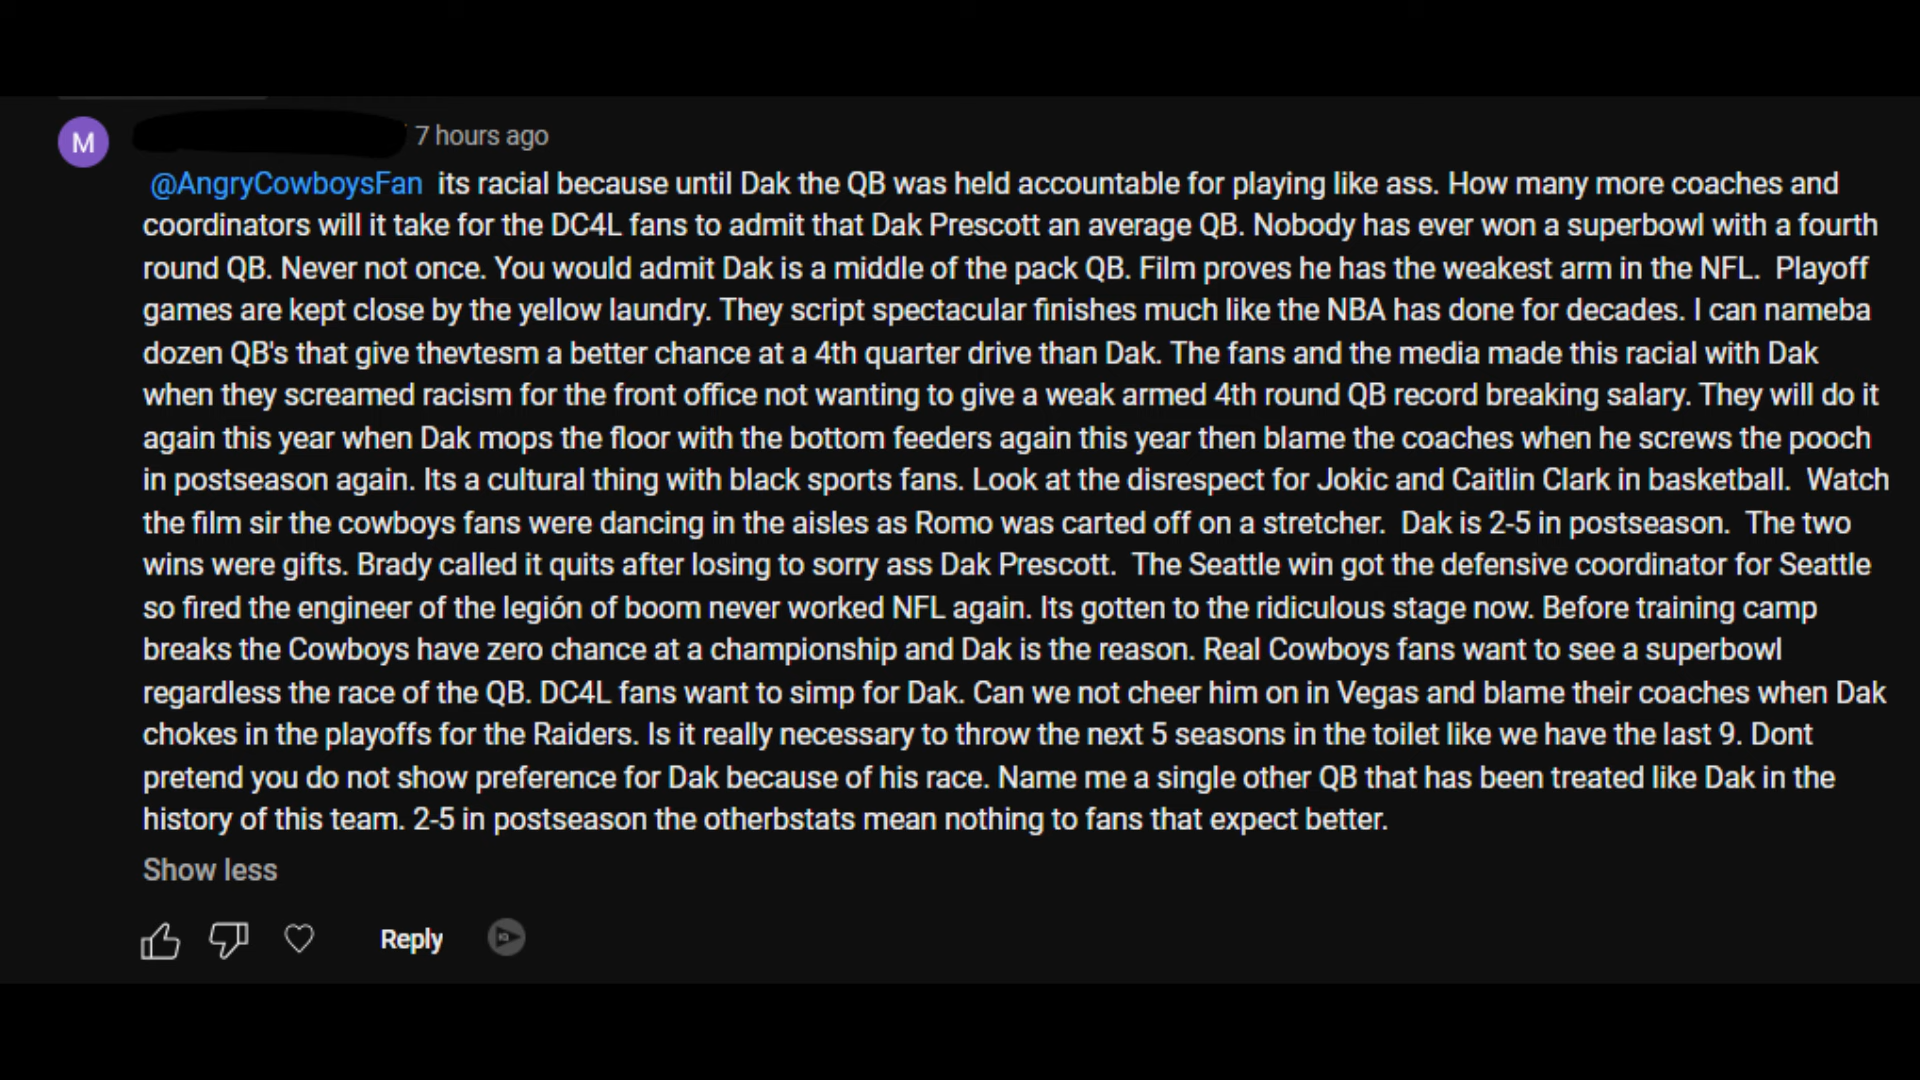 M
7 hours ago
@AngryCowboysFan its racial because until Dak the QB was held accountable for playing like ass. How many more coaches and
coordinators will it take for the DC4L fans to admit that Dak Prescott an average QB. Nobody has ever won a superbowl with a fourth
round QB. Never not once. You would admit Dak is a middle of the pack QB. Film proves he has the weakest arm in the NFL. Playoff
games are kept close by the yellow laundry. They script spectacular finishes much like the NBA has done for decades. I can nameba
dozen QB's that give thevtesm a better chance at a 4th quarter drive than Dak. The fans and the media made this racial with Dak
when they screamed racism for the front office not wanting to give a weak armed 4th round QB record breaking salary. They will do it
again this year when Dak mops the floor with the bottom feeders again this year then blame the coaches when he screws the pooch
in postseason again. Its a cultural thing with black sports fans. Look at the disrespect for Jokic and Caitlin Clark in basketball. Watch
the film sir the cowboys fans were dancing in the aisles as Romo was carted off on a stretcher. Dak is 2-5 in postseason. The two
wins were gifts. Brady called it quits after losing to sorry ass Dak Prescott. The Seattle win got the defensive coordinator for Seattle
so fired the engineer of the legión of boom never worked NFL again. Its gotten to the ridiculous stage now. Before training camp
breaks the Cowboys have zero chance at a championship and Dak is the reason. Real Cowboys fans want to see a superbowl
regardless the race of the QB. DC4L fans want to simp for Dak. Can we not cheer him on in Vegas and blame their coaches when Dak
chokes in the playoffs for the Raiders. Is it really necessary to throw the next 5 seasons in the toilet like we have the last 9. Dont
pretend you do not show preference for Dak because of his race. Name me a single other QB that has been treated like Dak in the
history of this team. 2-5 in postseason the otherbstats mean nothing to fans that expect better.
Show less
Reply